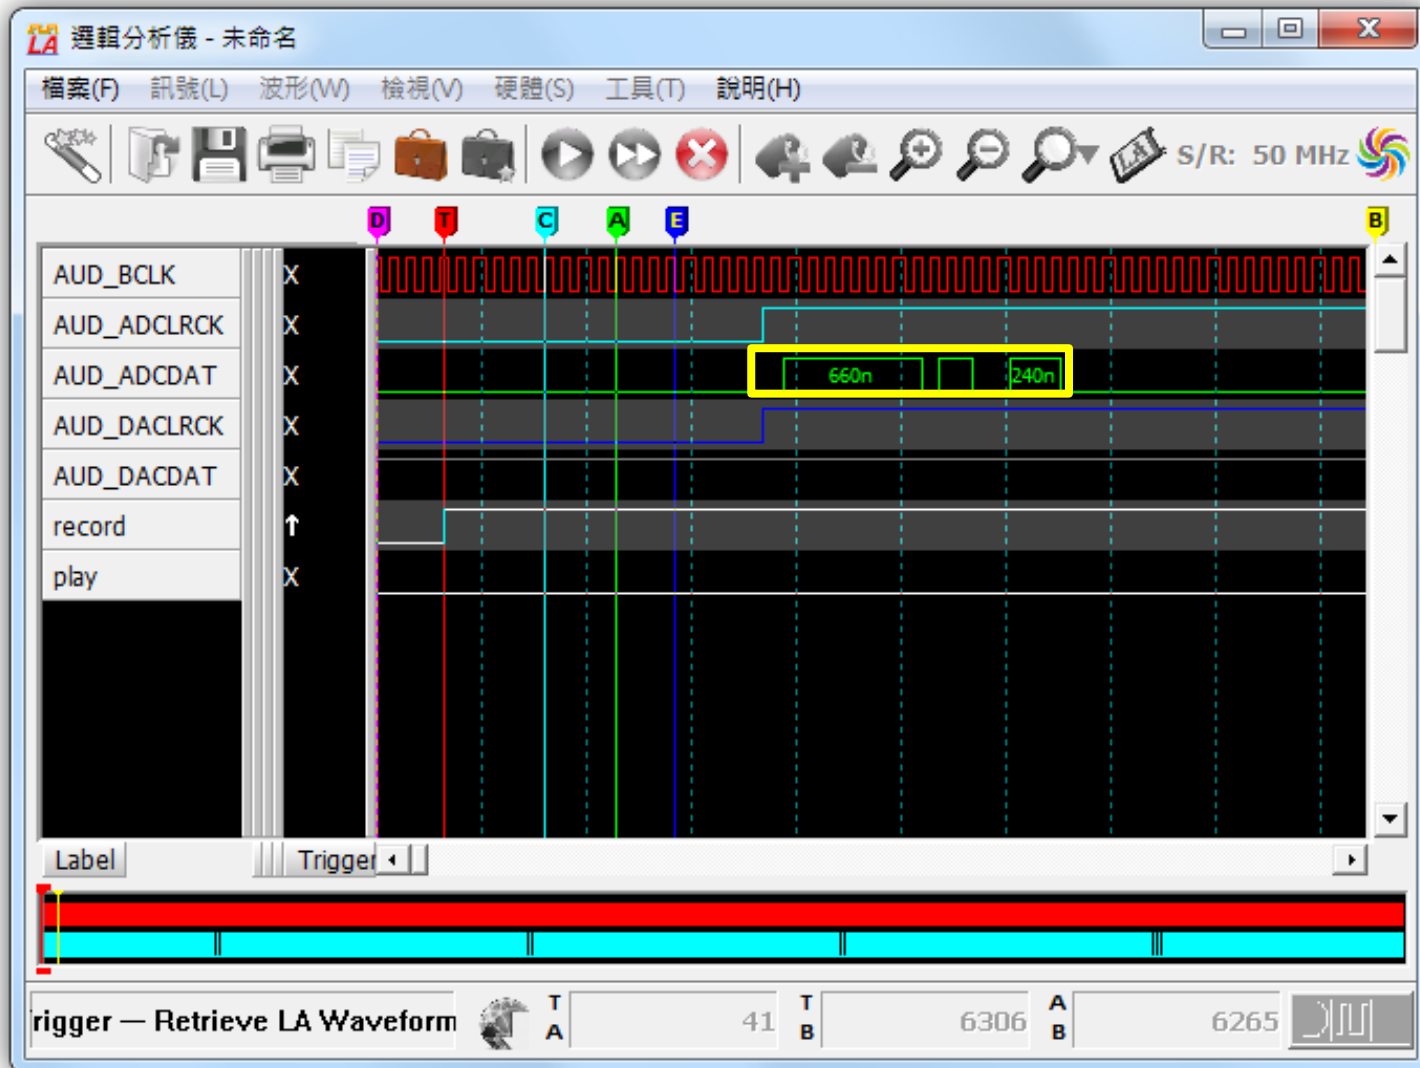 LA 邏輯分析儀 - 未命名
檔案(F) 訊號(L) 波形(W) 檢視(V) 硬體(S) 工具(T) 說明(H)
LA S/R: 50 MHz
D T C A E B
AUD_BCLK X
AUD_ADCLRCK X
AUD_ADCDAT X 660n 240n
AUD_DACLRCK X
AUD_DACDAT X
record ↑
play X
Label Trigger
rigger — Retrieve LA Waveform T A 41 T B 6306 A B 6265